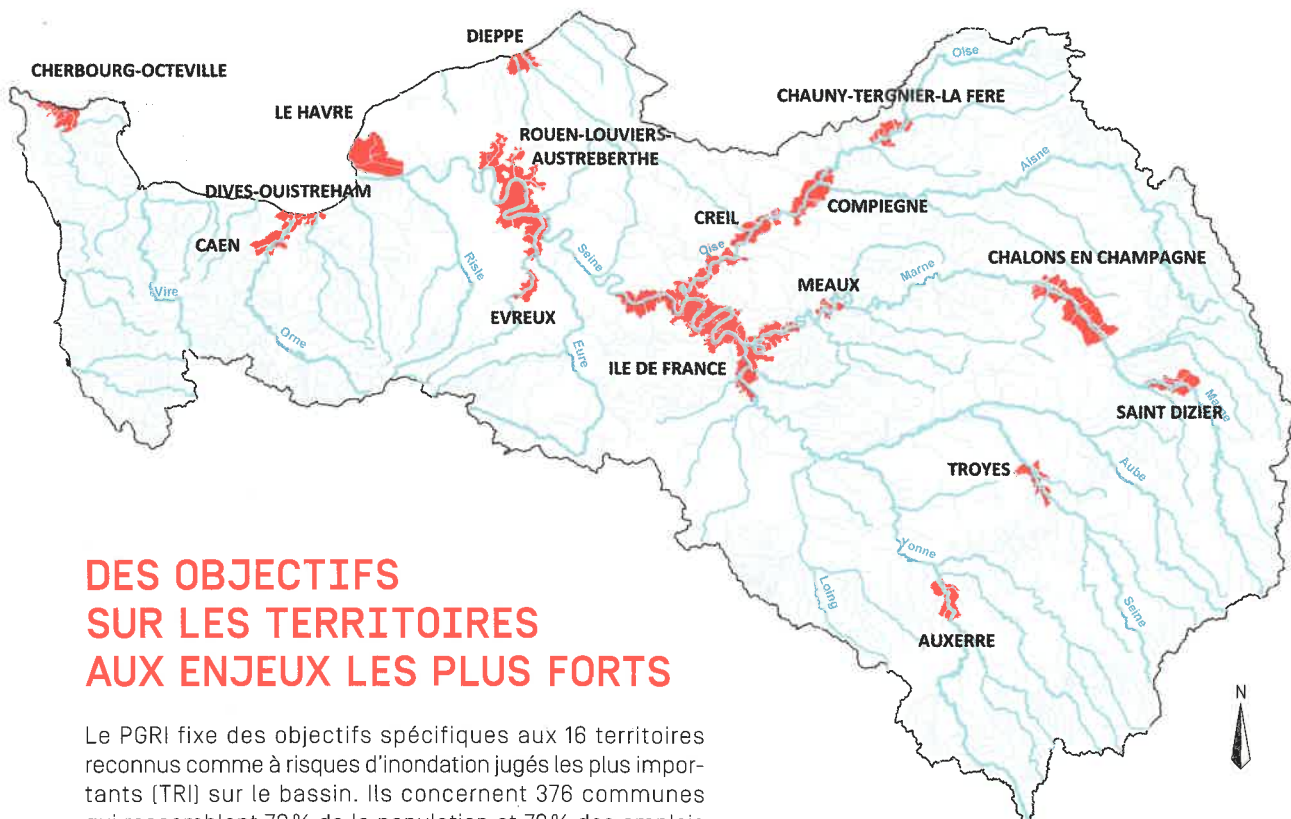 DIEPPE
Oise
CHERBOURG-OCTEVILLE
CHAUNY-TERGNIER-LA FERE
LE HAVRE
ROUEN-LOUVIERS-
AUSTREBERTHE
Aisne
DIVES-OUISTREHAM
COMPIEGNE
CREIL
CAEN
Oise
Seine
Risle
CHALONS EN CHAMPAGNE
Marne
MEAUX
Vire
EVREUX
Orne
Eure
ILE DE FRANCE
Marne
SAINT DIZIER
TROYES
Aube
Yonne
Loing
Seine
AUXERRE
DES OBJECTIFS
SUR LES TERRITOIRES
AUX ENJEUX LES PLUS FORTS
N
Le PGRI fixe des objectifs spécifiques aux 16 territoires
reconnus comme à risques d'inondation jugés les plus impor-
tants (TRI) sur le bassin. Ils concernent 376 communes